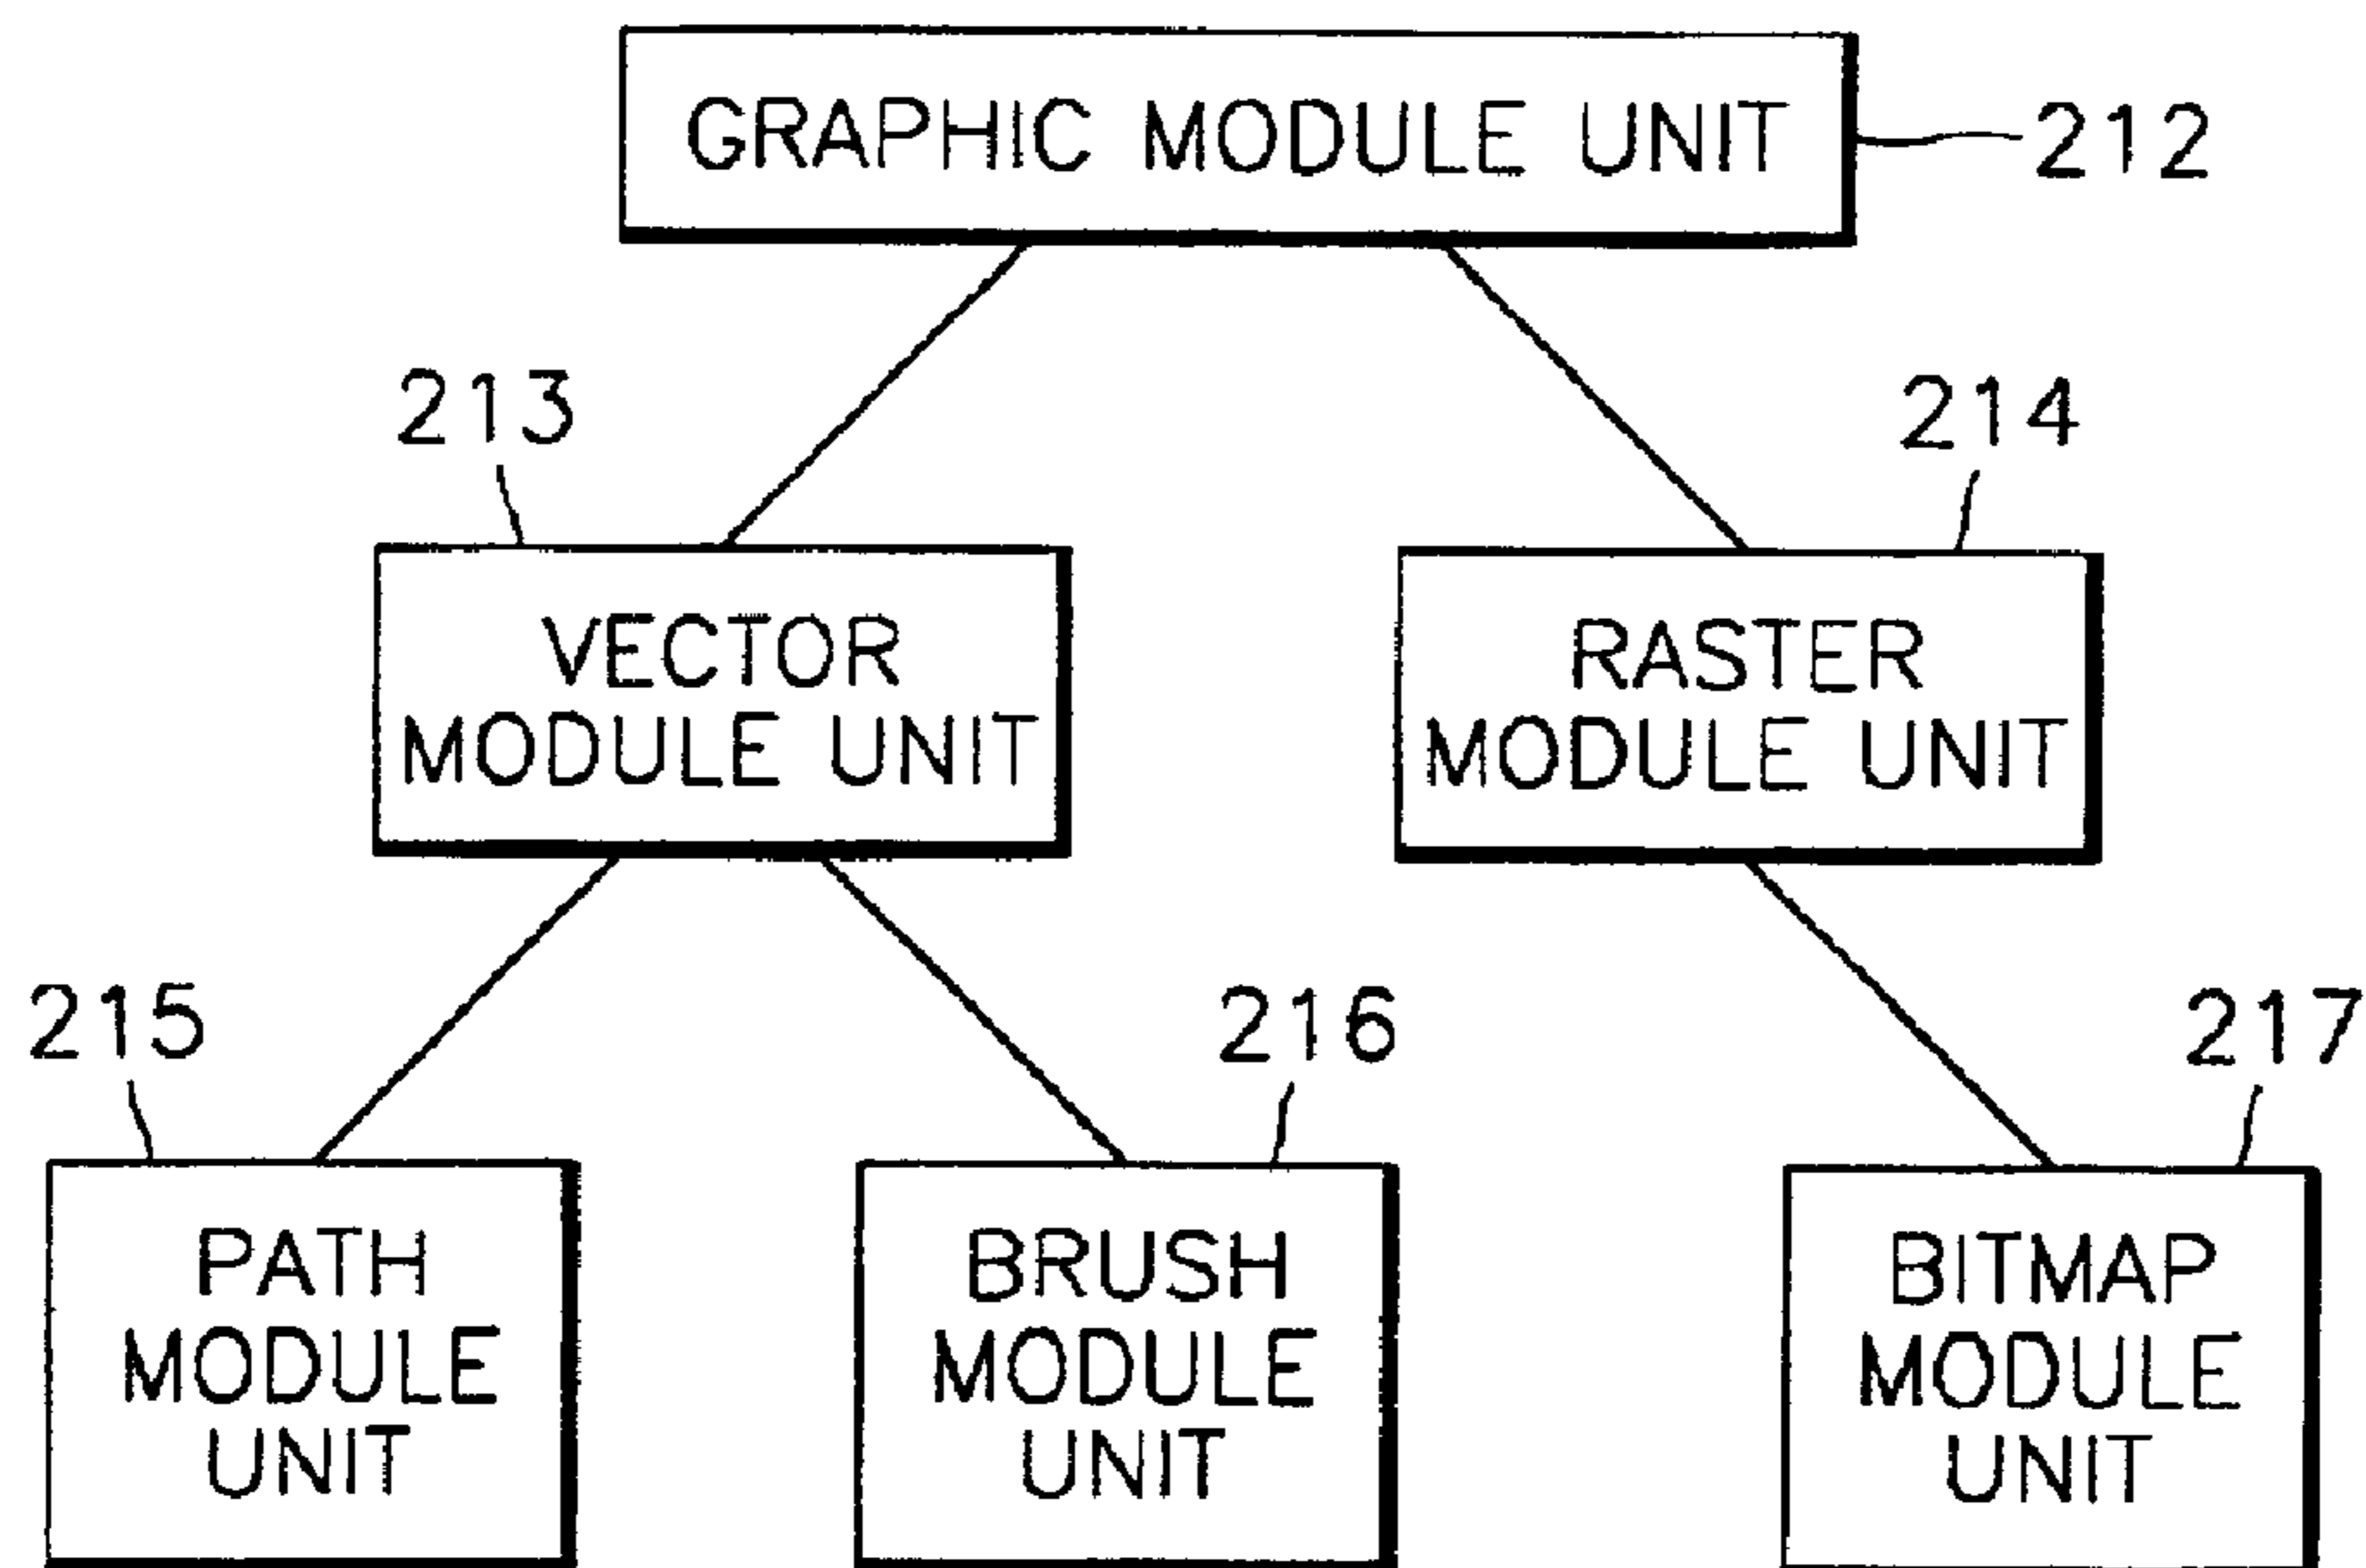 GRAPHIC MODULE UNIT
212
213
214
VECTOR
MODULE UNIT
RASTER
MODULE UNIT
215
216
217
PATH
MODULE
UNIT
BRUSH
MODULE
UNIT
BITMAP
MODULE
UNIT